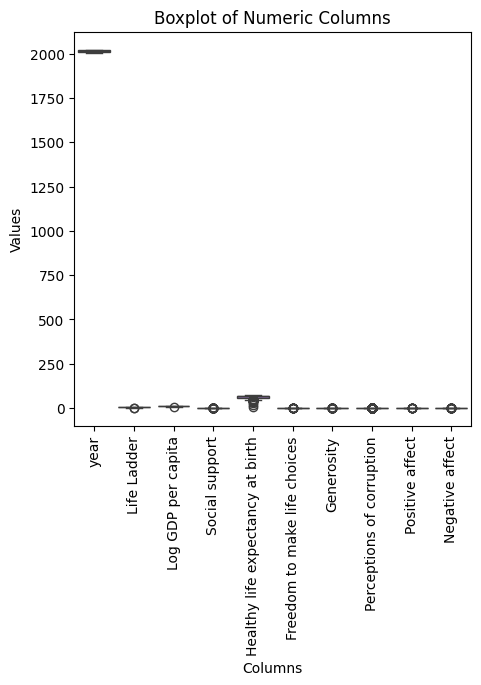 Boxplot of Numeric Columns
Values
2000
1750
1500
1250
1000
750
500
250
0
year
Life Ladder
Log GDP per capita
Social support
Healthy life expectancy at birth
Freedom to make life choices
Generosity
Perceptions of corruption
Positive affect
Negative affect
Columns